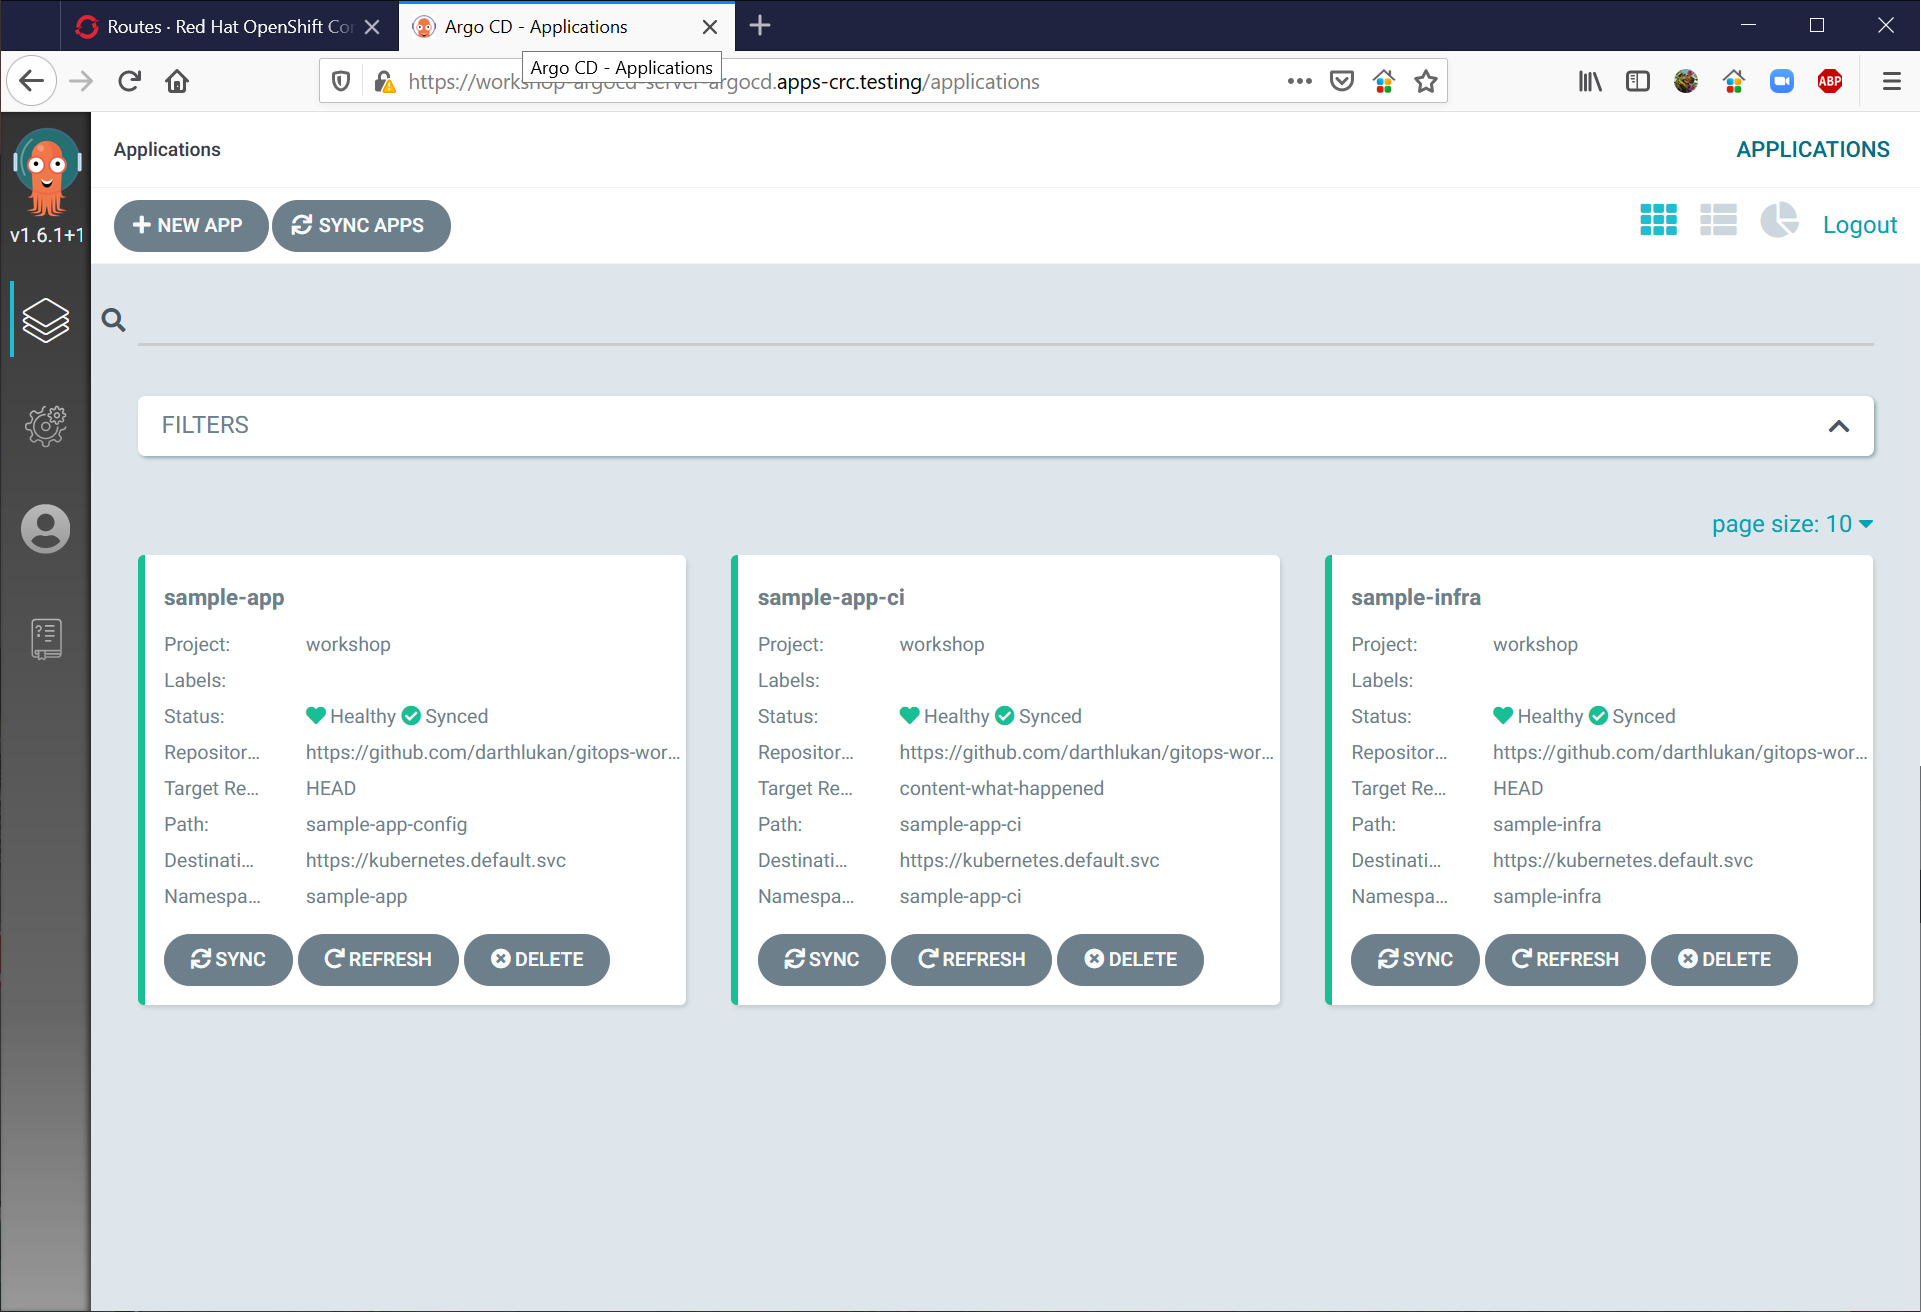 Routes · Red Hat OpenShift Cor
Argo CD - Applications
Argo CD - Applications
https://workshop-argocd-server-argocd.apps-crc.testing/applications
ABP
v1.6.1+1
Applications
APPLICATIONS
NEW APP
SYNC APPS
Logout
FILTERS
page size: 10
sample-app
Project: workshop
Labels:
Status: Healthy Synced
Repositor... https://github.com/darthlukan/gitops-wor...
Target Re... HEAD
Path: sample-app-config
Destinati... https://kubernetes.default.svc
Namespa... sample-app
SYNC REFRESH DELETE
sample-app-ci
Project: workshop
Labels:
Status: Healthy Synced
Repositor... https://github.com/darthlukan/gitops-wor...
Target Re... content-what-happened
Path: sample-app-ci
Destinati... https://kubernetes.default.svc
Namespa... sample-app-ci
SYNC REFRESH DELETE
sample-infra
Project: workshop
Labels:
Status: Healthy Synced
Repositor... https://github.com/darthlukan/gitops-wor...
Target Re... HEAD
Path: sample-infra
Destinati... https://kubernetes.default.svc
Namespa... sample-infra
SYNC REFRESH DELETE